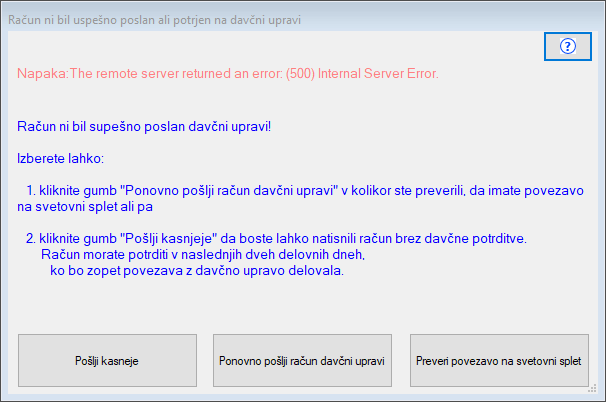 Račun ni bil uspešno poslan ali potrjen na davčni upravi
?
Napaka:The remote server returned an error: (500) Internal Server Error.
Račun ni bil supešno poslan davčni upravi!
Izberete lahko:
1. kliknite gumb "Ponovno pošlji račun davčni upravi" v kolikor ste preverili, da imate povezavo
na svetovni splet ali pa
2. kliknite gumb "Pošlji kasnjeje" da boste lahko natisnili račun brez davčne potrditve.
Račun morate potrditi v naslednjih dveh delovnih dneh,
ko bo zopet povezava z davčno upravo delovala.
Pošlji kasneje
Ponovno pošlji račun davčni upravi
Preveri povezavo na svetovni splet